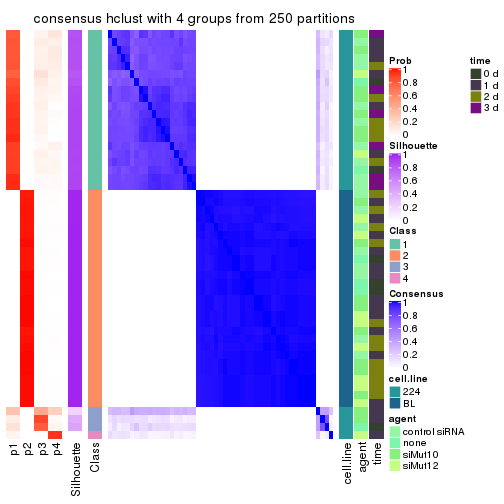 consensus hclust with 4 groups from 250 partitions
Prob
1
0.8
0.6
0.4
0.2
0
time
0 d
1 d
2 d
3 d
Silhouette
1
0.8
0.6
0.4
0.2
0
Class
1
2
3
4
Consensus
1
0.8
0.6
0.4
0.2
0
cell.line
224
BL
agent
control siRNA
none
siMut10
siMut12
p1
p2
p3
p4
Silhouette
Class
cell.line
agent
time